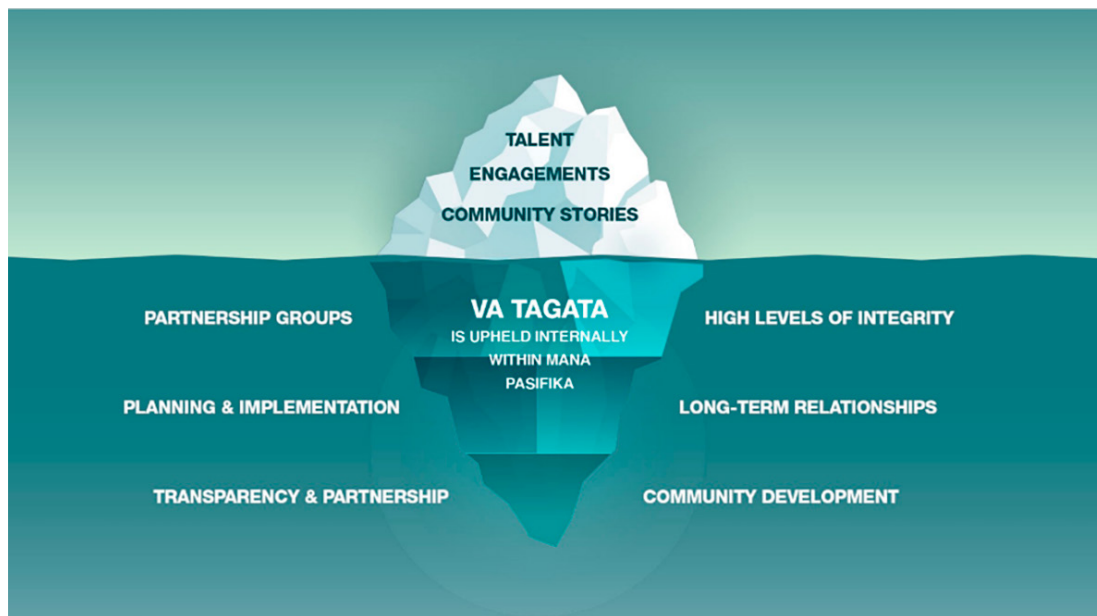 TALENT
ENGAGEMENTS
COMMUNITY STORIES
VA TAGATA
IS UPHELD INTERNALLY
WITHIN MANA
PASIFIKA
PARTNERSHIP GROUPS
HIGH LEVELS OF INTEGRITY
PLANNING & IMPLEMENTATION
LONG-TERM RELATIONSHIPS
TRANSPARENCY & PARTNERSHIP
COMMUNITY DEVELOPMENT